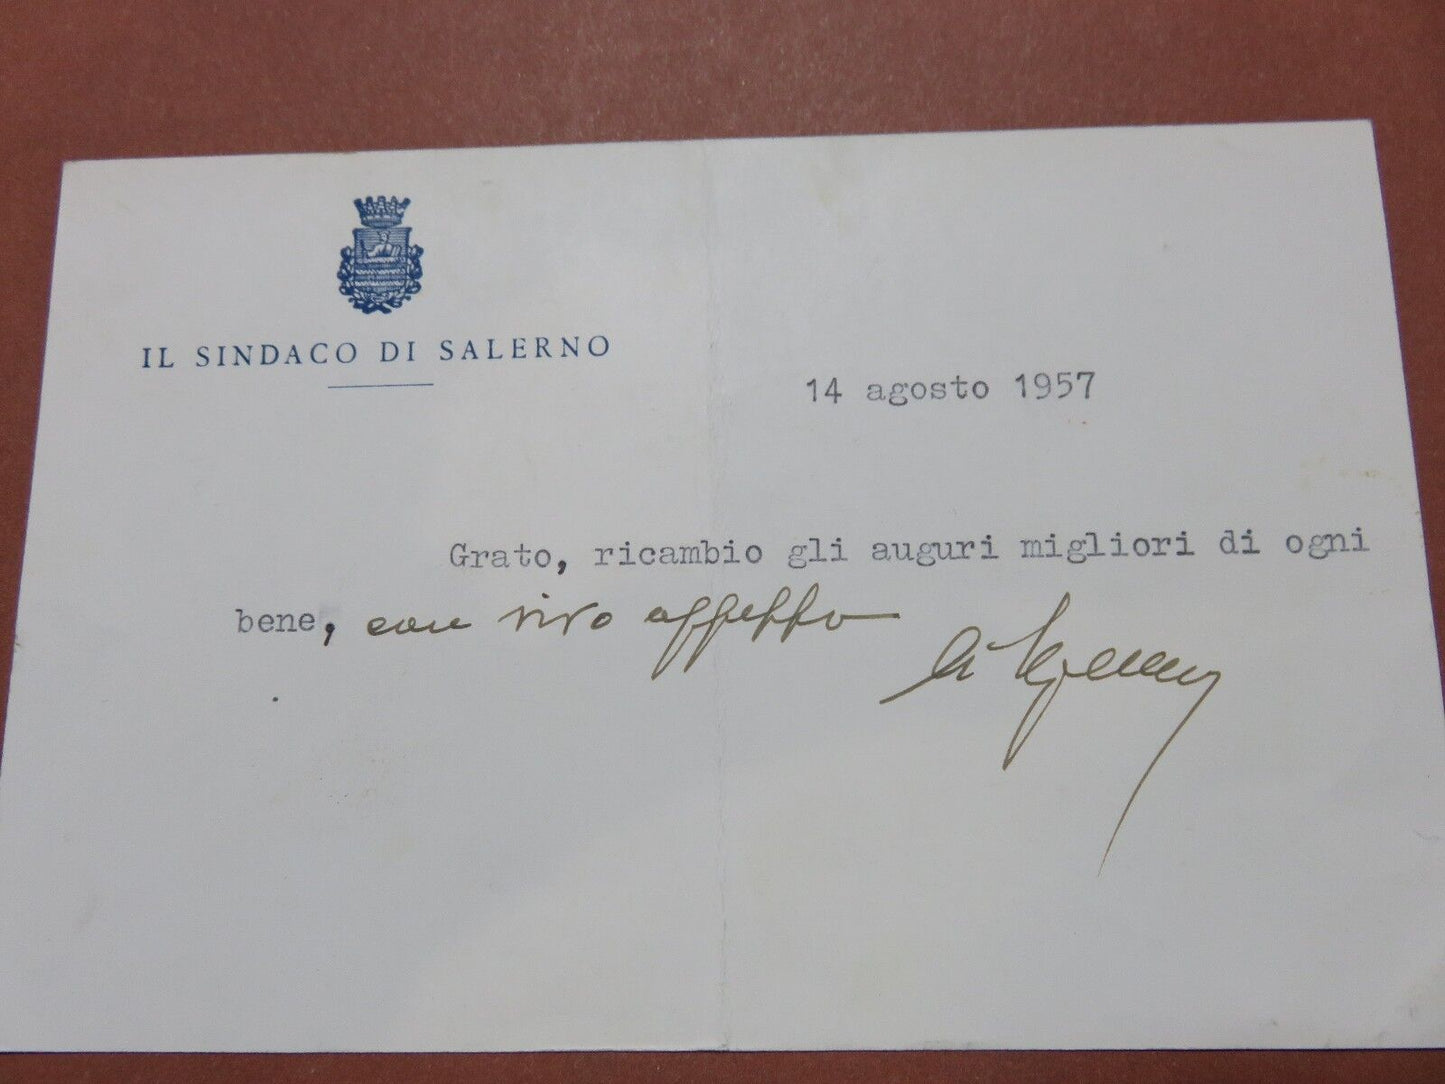 IL SINDACO DI SALERNO
14 agosto 1957
Grato, ricambio gli auguri migliori di ogni
bene, con vivo affetto